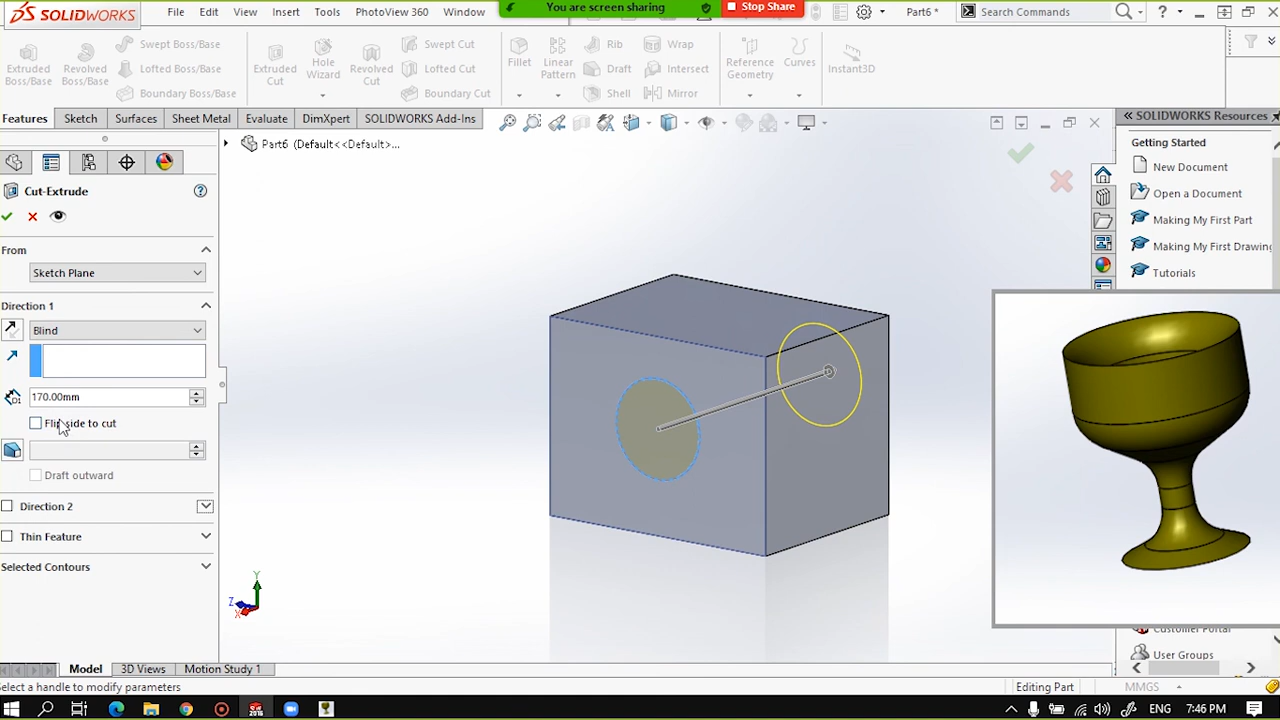 SOLIDWORKS File Edit View Insert Tools PhotoView 360 Window You are screen sharing Stop Share Part6 * Search Commands
Extruded Boss/Base
Revolved Boss/Base
Swept Boss/Base
Lofted Boss/Base
Boundary Boss/Base
Extruded Cut
Hole Wizard
Revolved Cut
Swept Cut
Lofted Cut
Boundary Cut
Fillet
Linear Pattern
Rib
Draft
Shell
Wrap
Intersect
Mirror
Reference Geometry
Curves
Instant3D
Features Sketch Surfaces Sheet Metal Evaluate DimXpert SOLIDWORKS Add-Ins
SOLIDWORKS Resources
Part6 (Default<<Default>...
Cut-Extrude
From
Sketch Plane
Direction 1
Blind
170.00mm
Flip side to cut
Draft outward
Direction 2
Thin Feature
Selected Contours
Y
Z
X
Getting Started
New Document
Open a Document
Making My First Part
Making My First Drawing
Tutorials
User Groups
Model 3D Views Motion Study 1
Select a handle to modify parameters Editing Part MMGS
ENG 7:46 PM